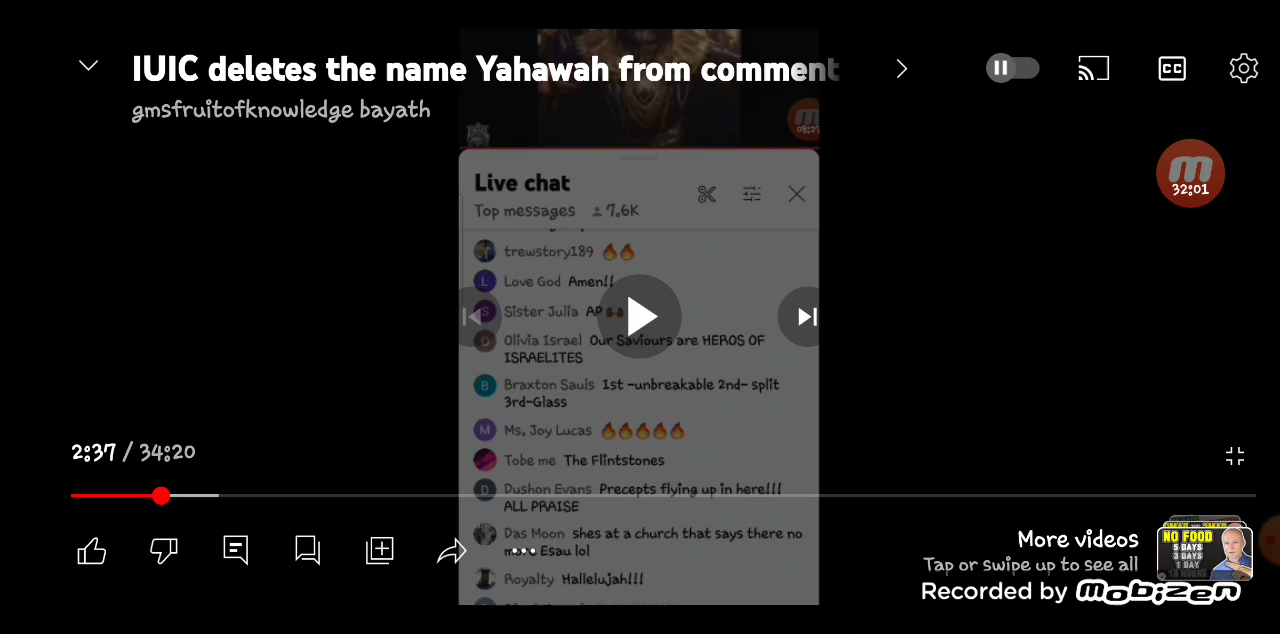 IUIC deletes the name Yahawah from comment
gmsfruitofknowledge bayath
CC
08:27
32:01
Live chat
Top messages 7.6K
trewstory189 🔥🔥
L Love God Amen!!
S Sister Julia AP
O Olivia Israel Our Saviours are HEROS OF
ISRAELITES
B Braxton Sauls 1st -unbreakable 2nd- split
3rd-Glass
M Ms. Joy Lucas 🔥🔥🔥🔥🔥
Tobe me The Flintstones
D Dushon Evans Precepts flying up in here!!!
ALL PRAISE
Das Moon shes at a church that says there no
Esau lol
Royalty Hallelujah!!!
2:37 / 34:20
More videos
Tap or swipe up to see all
NO FOOD
5 DAYS
3 DAYS
1 DAY
Recorded by mobizen